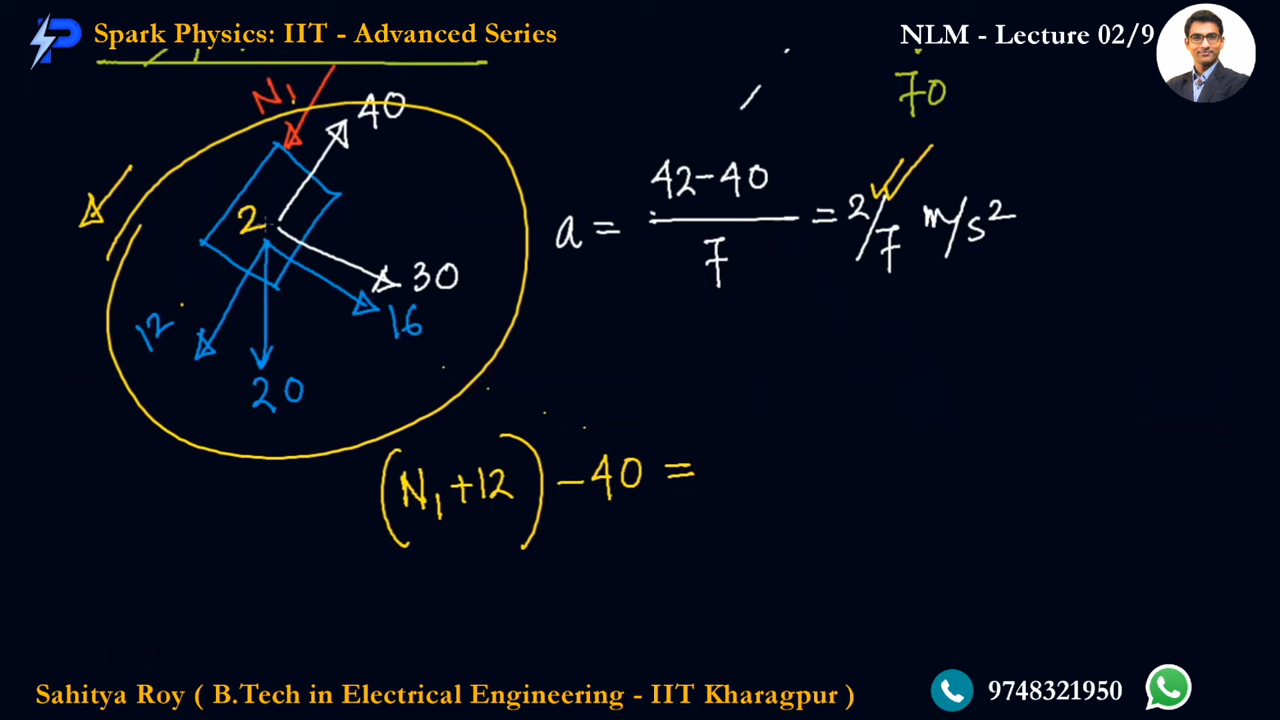 Spark Physics: IIT - Advanced Series
NLM - Lecture 02/9
N1
40
70
2
30
12
16
20
a = 42-40 / 7 = 2/7 m/s²
(N1+12) - 40 =
Sahitya Roy ( B.Tech in Electrical Engineering - IIT Kharagpur )
9748321950